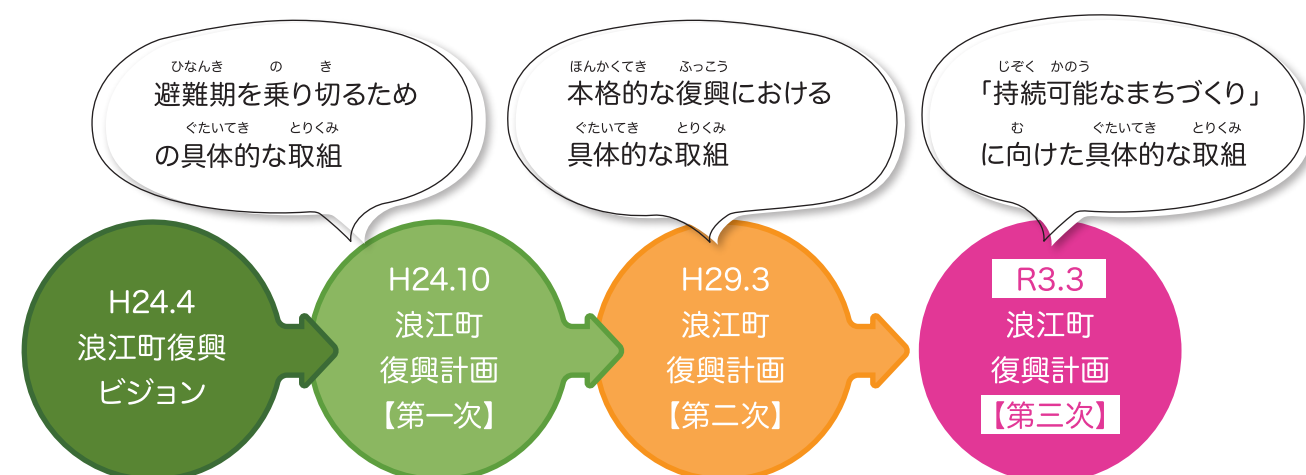 ひなんき の き
避難期を乗り切るため
ぐたいてき とりくみ
の具体的な取組
ほんかくてき ふっこう
本格的な復興における
ぐたいてき とりくみ
具体的な取組
じぞく かのう
「持続可能なまちづくり」
む ぐたいてき とりくみ
に向けた具体的な取組
H24.4
浪江町復興
ビジョン
H24.10
浪江町
復興計画
【第一次】
H29.3
浪江町
復興計画
【第二次】
R3.3
浪江町
復興計画
【第三次】